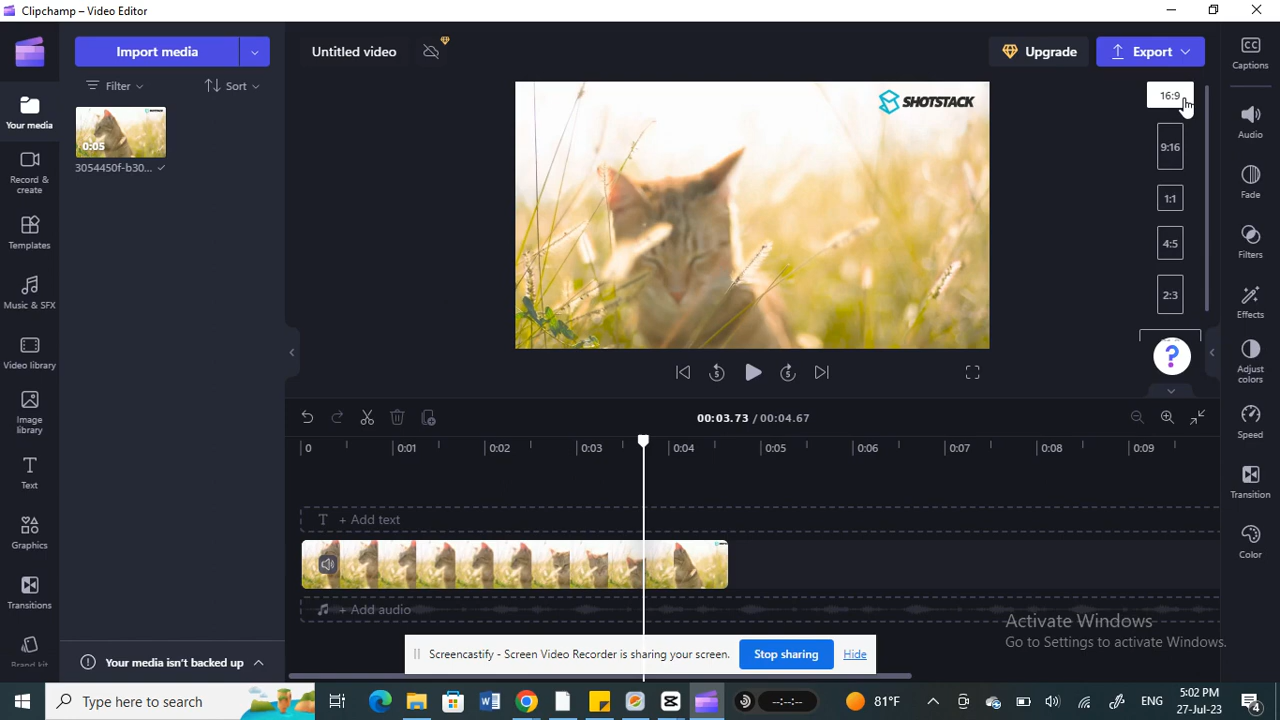 Clipchamp – Video Editor
Import media
Untitled video
Upgrade
Export
Captions
Filter
Sort
SHOTSTACK
16:9
Your media
0:05
3054450f-b30...
9:16
Audio
Record & create
1:1
Fade
Templates
4:5
Filters
Music & SFX
2:3
Effects
Video library
?
Adjust colors
5
5
Image library
00:03.73 / 00:04.67
Speed
0
0:01
0:02
0:03
0:04
0:05
0:06
0:07
0:08
0:09
Text
Transition
T + Add text
Graphics
Color
Transitions
+ Add audio
Activate Windows
Go to Settings to activate Windows.
Brand kit
Your media isn't backed up
Screencastify - Screen Video Recorder is sharing your screen.
Stop sharing
Hide
Type here to search
--:--:--
81°F
ENG
5:02 PM
27-Jul-23
4